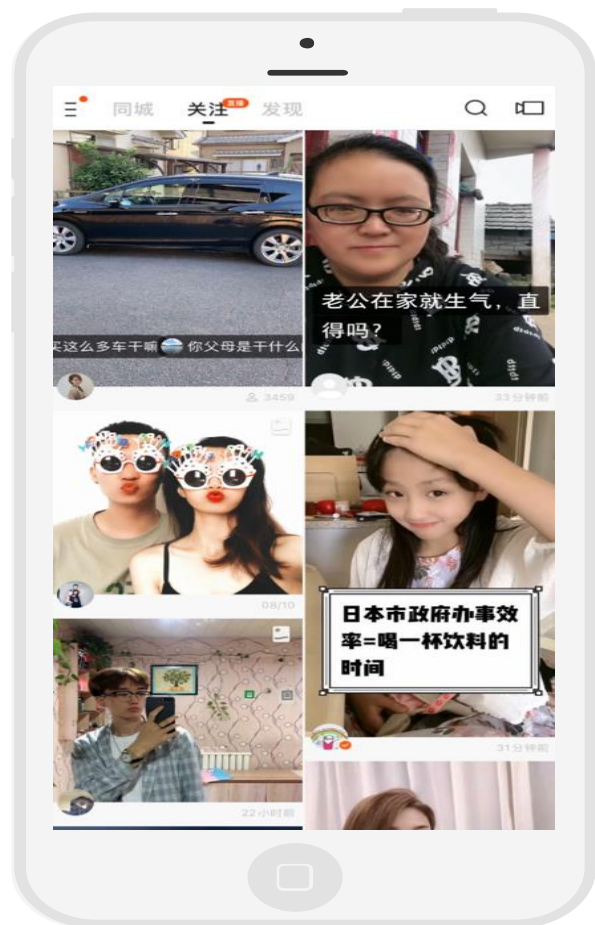 同城
关注
直播
发现
买这么多车干嘛 你父母是干什么
老公在家就生气，直
得吗？
3459
33分钟前
08/10
日本市政府办事效
率=喝一杯饮料的
时间
31分钟前
22小时前